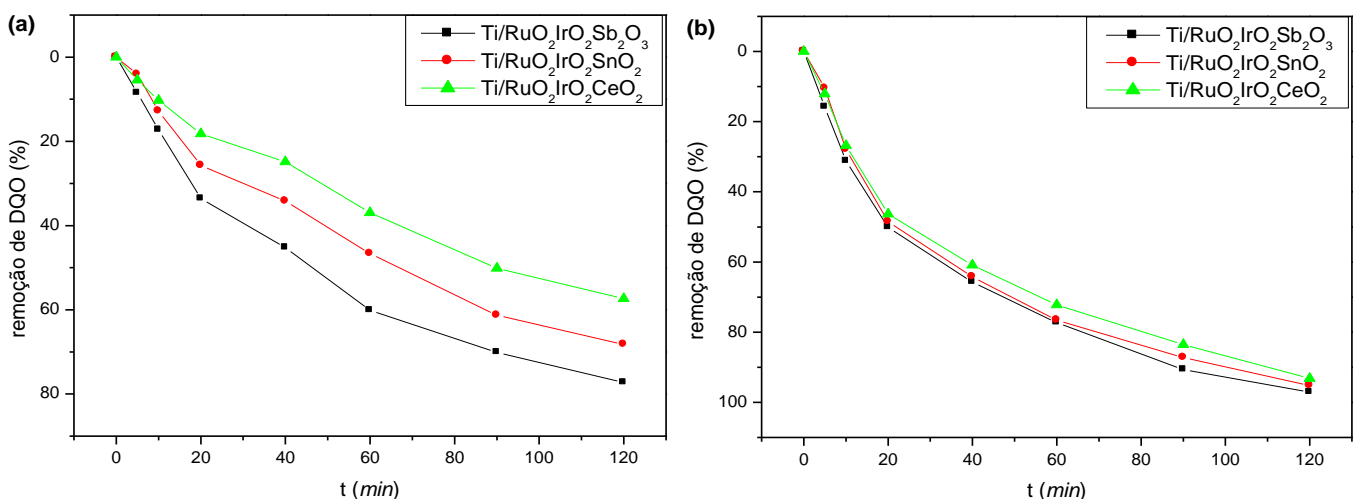 (a)
Ti/RuO₂IrO₂Sb₂O₃
Ti/RuO₂IrO₂SnO₂
Ti/RuO₂IrO₂CeO₂
remoção de DQO (%)
0
20
40
60
80
0 20 40 60 80 100 120
t (min)
(b)
Ti/RuO₂IrO₂Sb₂O₃
Ti/RuO₂IrO₂SnO₂
Ti/RuO₂IrO₂CeO₂
remoção de DQO (%)
0
20
40
60
80
100
0 20 40 60 80 100 120
t (min)